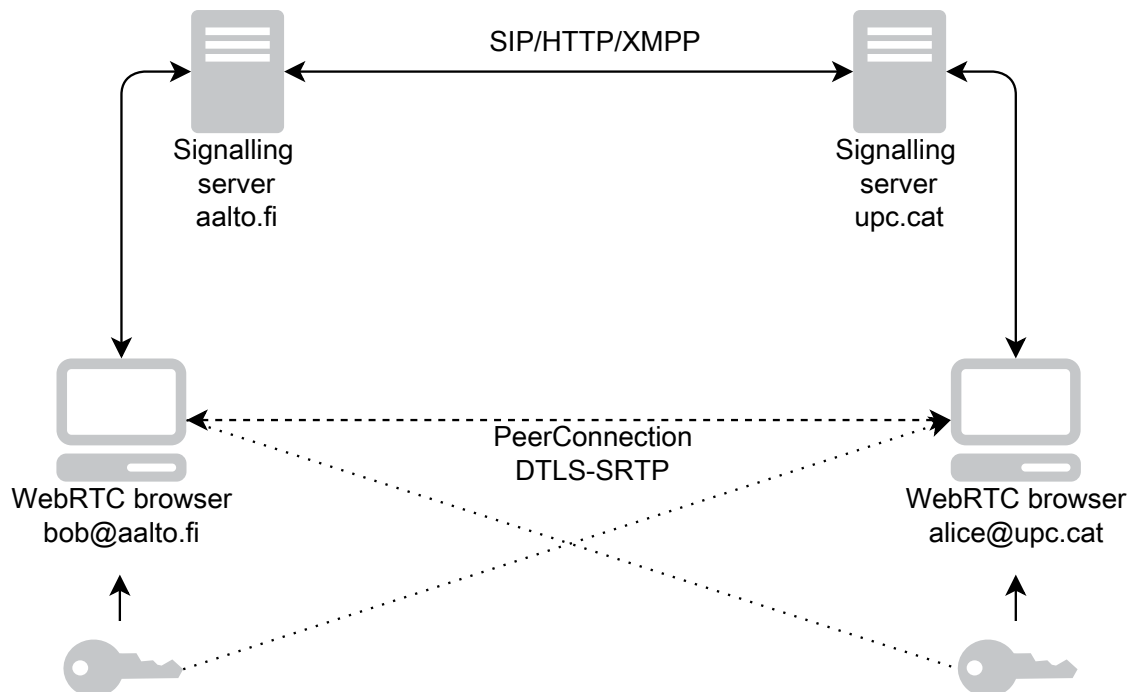 SIP/HTTP/XMPP
Signalling
server
aalto.fi
Signalling
server
upc.cat
PeerConnection
DTLS-SRTP
WebRTC browser
bob@aalto.fi
WebRTC browser
alice@upc.cat